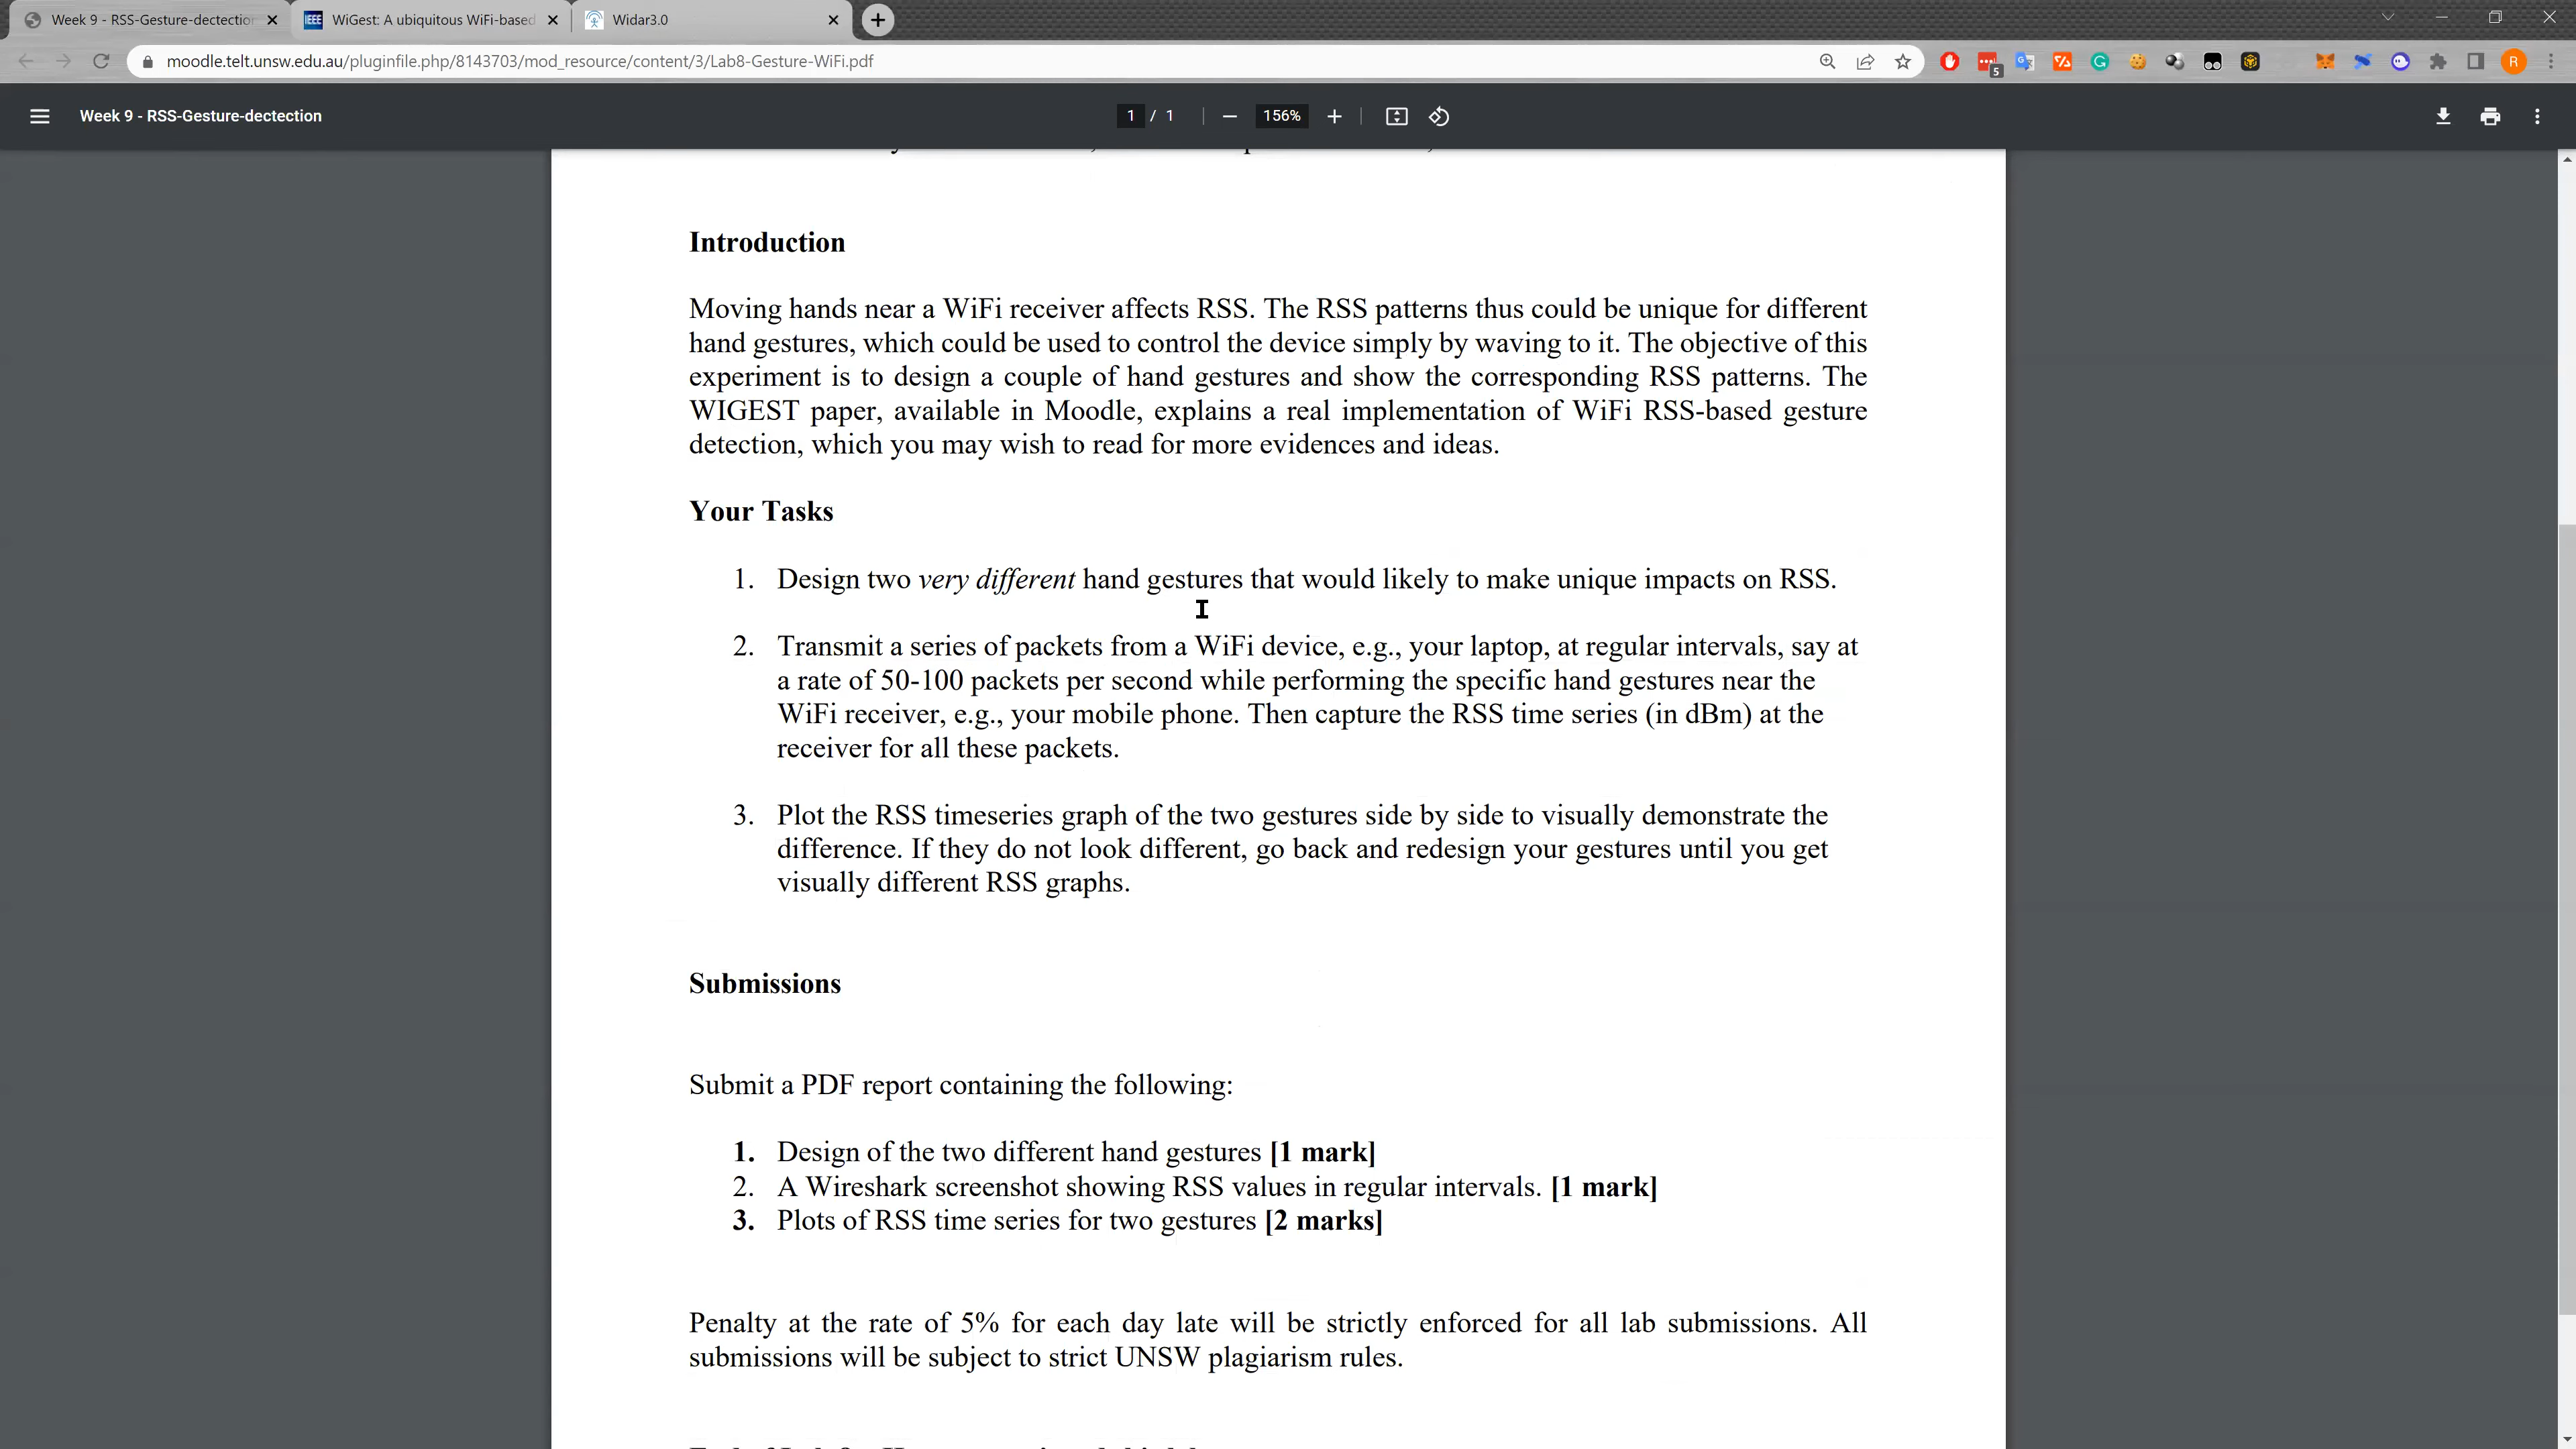 Week 9 - RSS-Gesture-dectection
WiGest: A ubiquitous WiFi-based
Widar3.0
moodle.telt.unsw.edu.au/pluginfile.php/8143703/mod_resource/content/3/Lab8-Gesture-WiFi.pdf
5
R
Week 9 - RSS-Gesture-dectection
1 / 1
156%
Introduction
Moving hands near a WiFi receiver affects RSS. The RSS patterns thus could be unique for different
hand gestures, which could be used to control the device simply by waving to it. The objective of this
experiment is to design a couple of hand gestures and show the corresponding RSS patterns. The
WIGEST paper, available in Moodle, explains a real implementation of WiFi RSS-based gesture
detection, which you may wish to read for more evidences and ideas.
Your Tasks
1. Design two very different hand gestures that would likely to make unique impacts on RSS.
2. Transmit a series of packets from a WiFi device, e.g., your laptop, at regular intervals, say at
a rate of 50-100 packets per second while performing the specific hand gestures near the
WiFi receiver, e.g., your mobile phone. Then capture the RSS time series (in dBm) at the
receiver for all these packets.
3. Plot the RSS timeseries graph of the two gestures side by side to visually demonstrate the
difference. If they do not look different, go back and redesign your gestures until you get
visually different RSS graphs.
Submissions
Submit a PDF report containing the following:
1. Design of the two different hand gestures [1 mark]
2. A Wireshark screenshot showing RSS values in regular intervals. [1 mark]
3. Plots of RSS time series for two gestures [2 marks]
Penalty at the rate of 5% for each day late will be strictly enforced for all lab submissions. All
submissions will be subject to strict UNSW plagiarism rules.